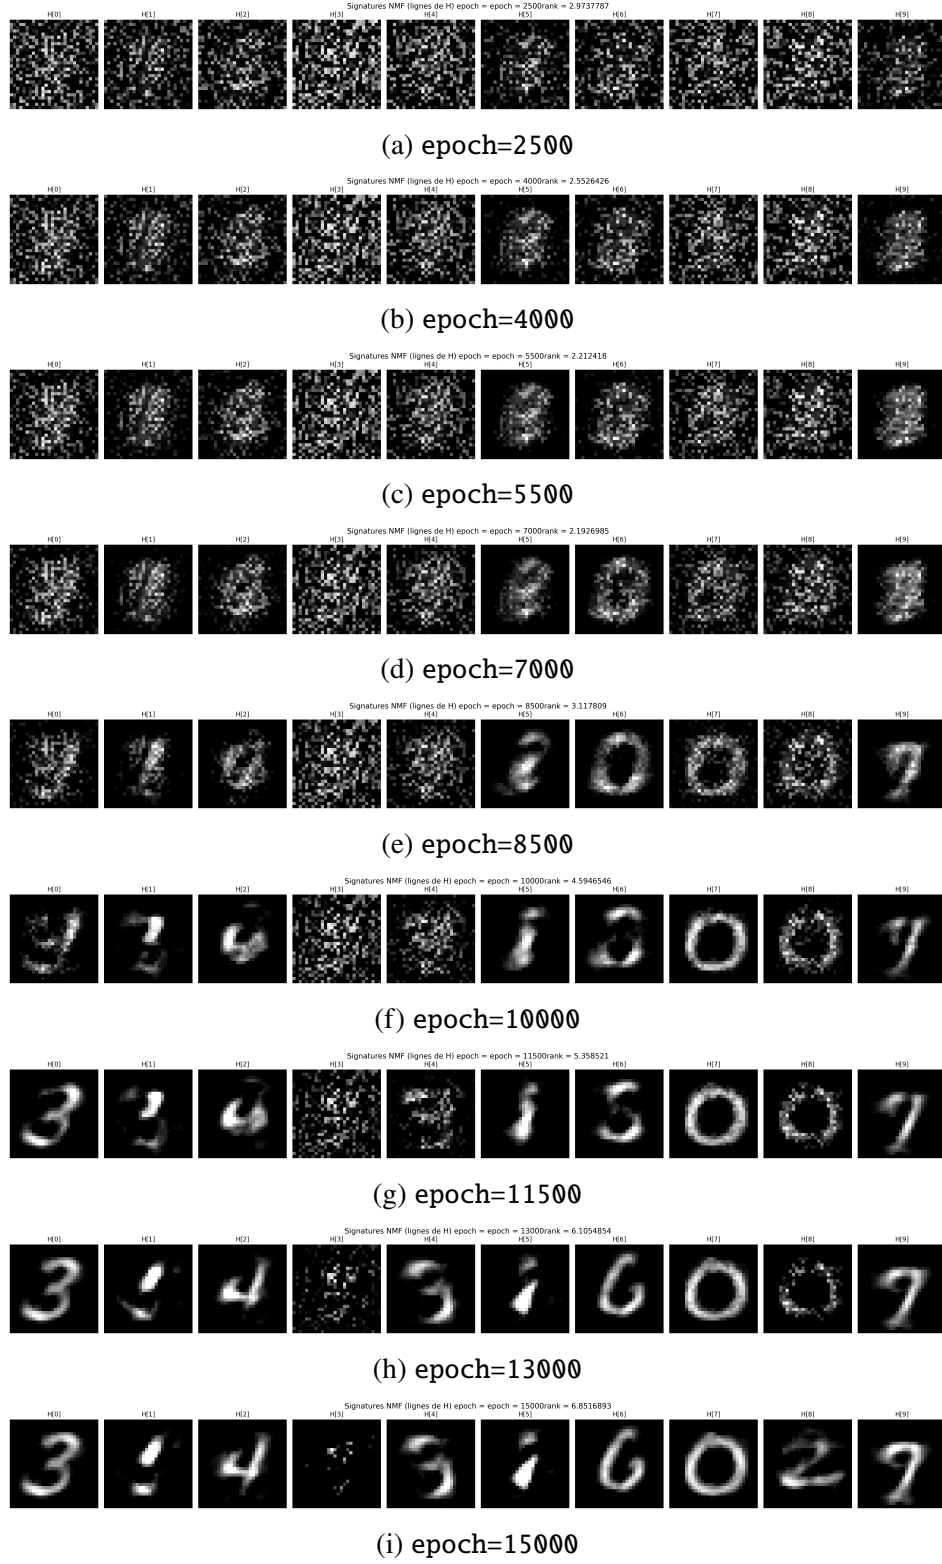 Signatures NMF (lignes de H) epoch = epoch = 2500rank = 2.9737787
H[0] H[1] H[2] H[3] H[4] H[5] H[6] H[7] H[8] H[9]
(a) epoch=2500
Signatures NMF (lignes de H) epoch = epoch = 4000rank = 2.5526426
H[0] H[1] H[2] H[3] H[4] H[5] H[6] H[7] H[8] H[9]
(b) epoch=4000
Signatures NMF (lignes de H) epoch = epoch = 5500rank = 2.212418
H[0] H[1] H[2] H[3] H[4] H[5] H[6] H[7] H[8] H[9]
(c) epoch=5500
Signatures NMF (lignes de H) epoch = epoch = 7000rank = 2.1926985
H[0] H[1] H[2] H[3] H[4] H[5] H[6] H[7] H[8] H[9]
(d) epoch=7000
Signatures NMF (lignes de H) epoch = epoch = 8500rank = 3.117809
H[0] H[1] H[2] H[3] H[4] H[5] H[6] H[7] H[8] H[9]
(e) epoch=8500
Signatures NMF (lignes de H) epoch = epoch = 10000rank = 4.5946546
H[0] H[1] H[2] H[3] H[4] H[5] H[6] H[7] H[8] H[9]
(f) epoch=10000
Signatures NMF (lignes de H) epoch = epoch = 11500rank = 5.358521
H[0] H[1] H[2] H[3] H[4] H[5] H[6] H[7] H[8] H[9]
(g) epoch=11500
Signatures NMF (lignes de H) epoch = epoch = 13000rank = 6.1054854
H[0] H[1] H[2] H[3] H[4] H[5] H[6] H[7] H[8] H[9]
(h) epoch=13000
Signatures NMF (lignes de H) epoch = epoch = 15000rank = 6.8516893
H[0] H[1] H[2] H[3] H[4] H[5] H[6] H[7] H[8] H[9]
(i) epoch=15000